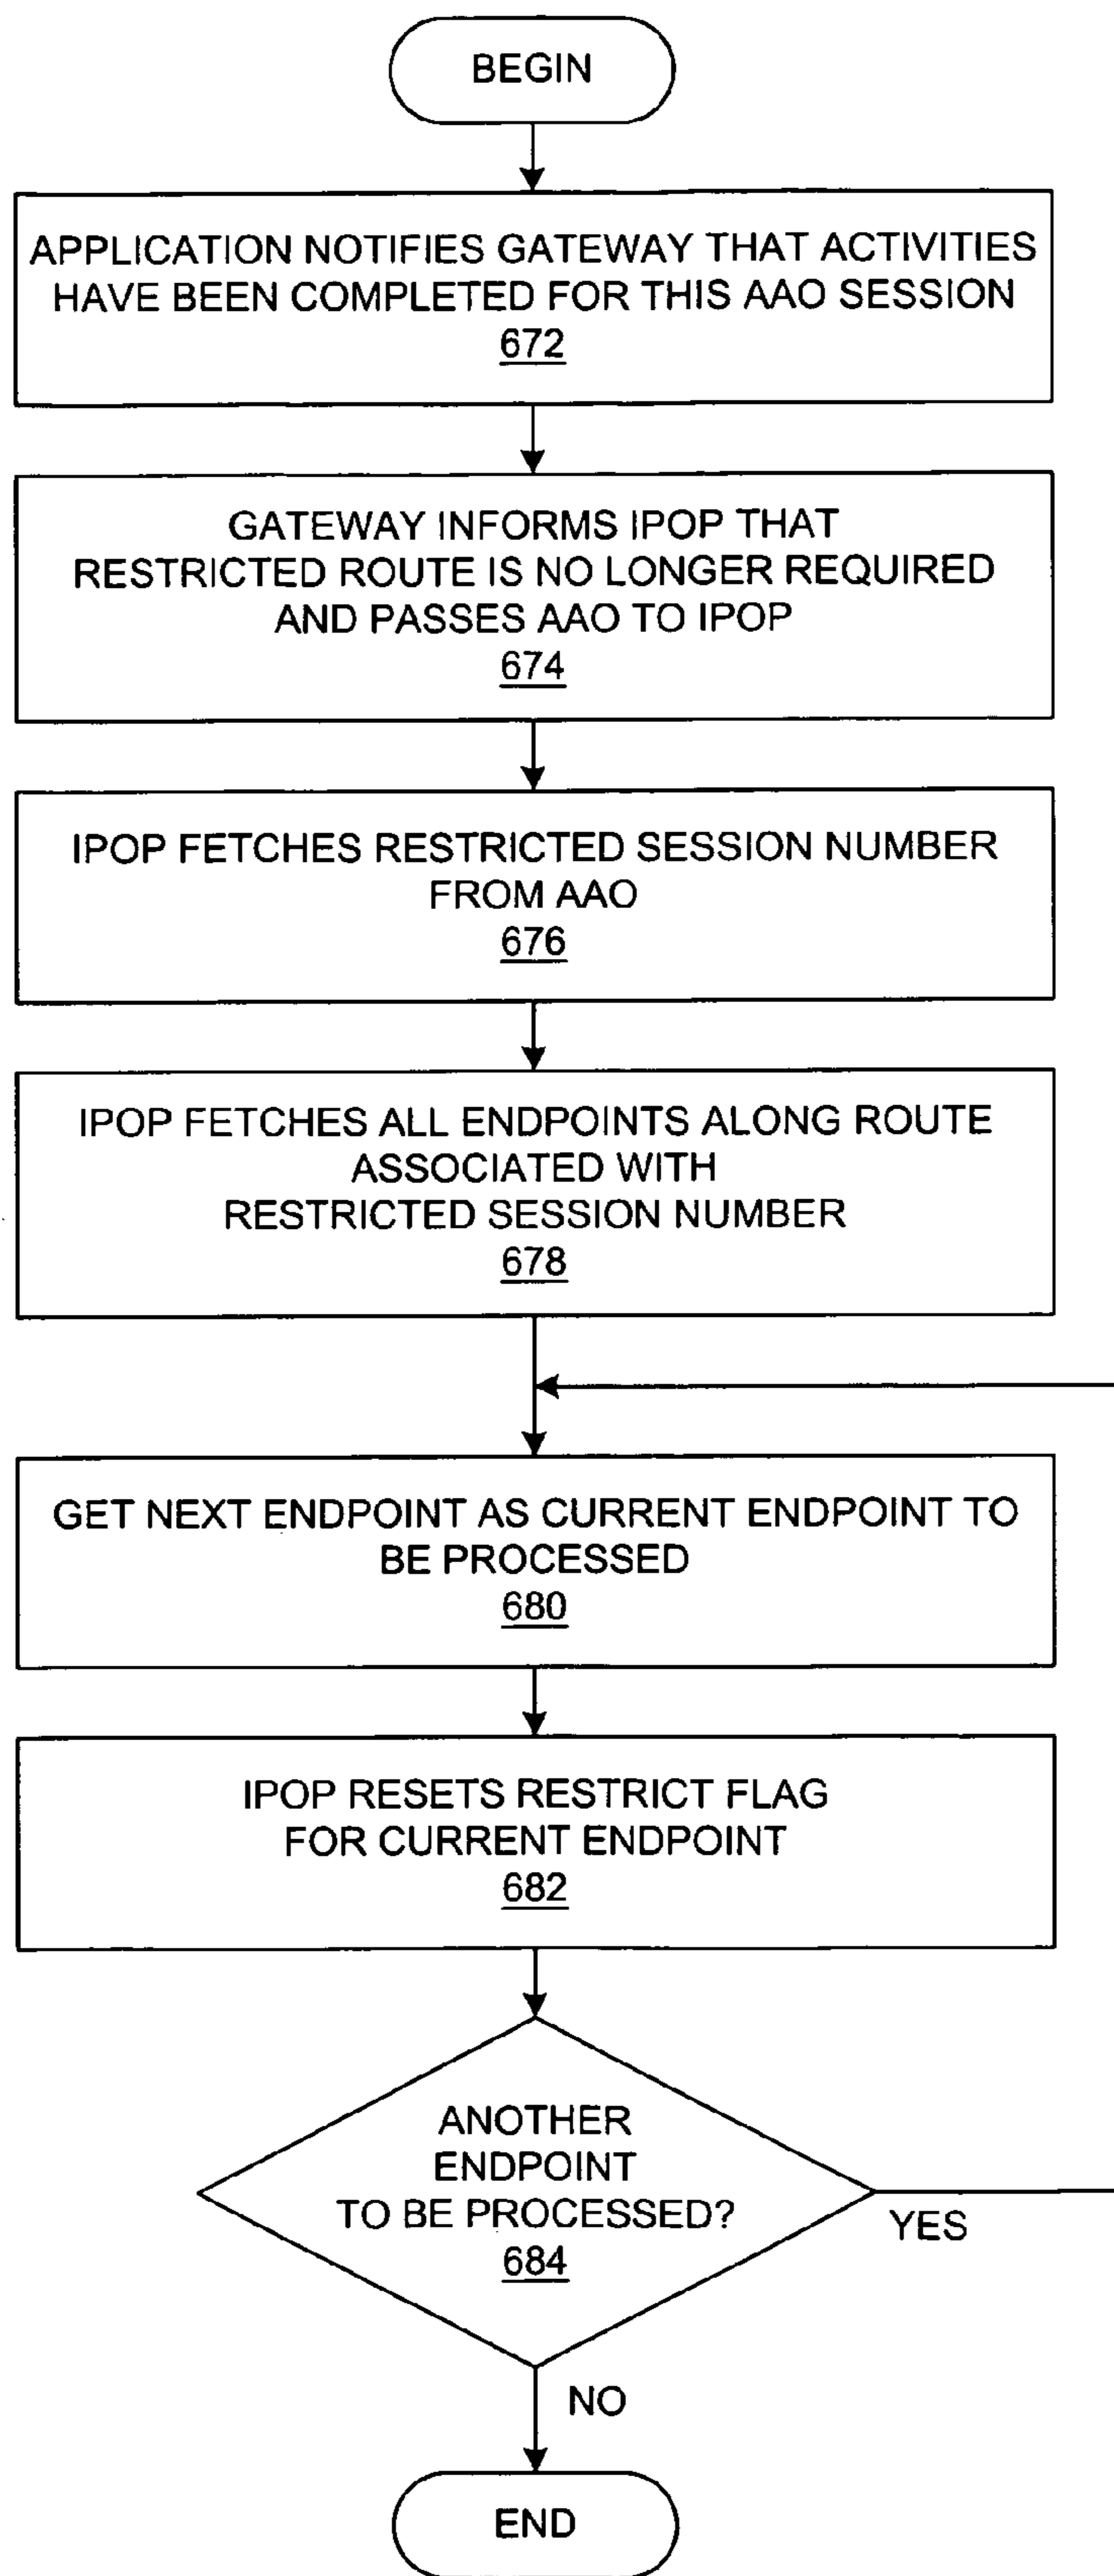 BEGIN
APPLICATION NOTIFIES GATEWAY THAT ACTIVITIES
HAVE BEEN COMPLETED FOR THIS AAO SESSION
672
GATEWAY INFORMS IPOP THAT
RESTRICTED ROUTE IS NO LONGER REQUIRED
AND PASSES AAO TO IPOP
674
IPOP FETCHES RESTRICTED SESSION NUMBER
FROM AAO
676
IPOP FETCHES ALL ENDPOINTS ALONG ROUTE
ASSOCIATED WITH
RESTRICTED SESSION NUMBER
678
GET NEXT ENDPOINT AS CURRENT ENDPOINT TO
BE PROCESSED
680
IPOP RESETS RESTRICT FLAG
FOR CURRENT ENDPOINT
682
ANOTHER
ENDPOINT
TO BE PROCESSED?
684
YES
NO
END